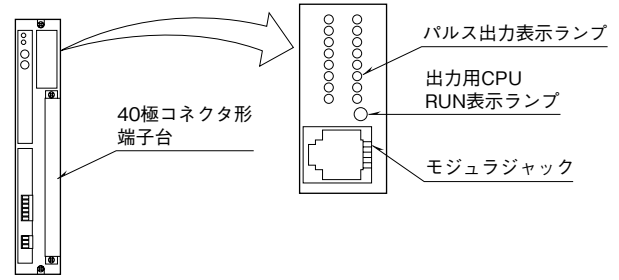 パルス出力表示ランプ
出力用CPU
RUN表示ランプ
40極コネクタ形
端子台
モジュラジャック